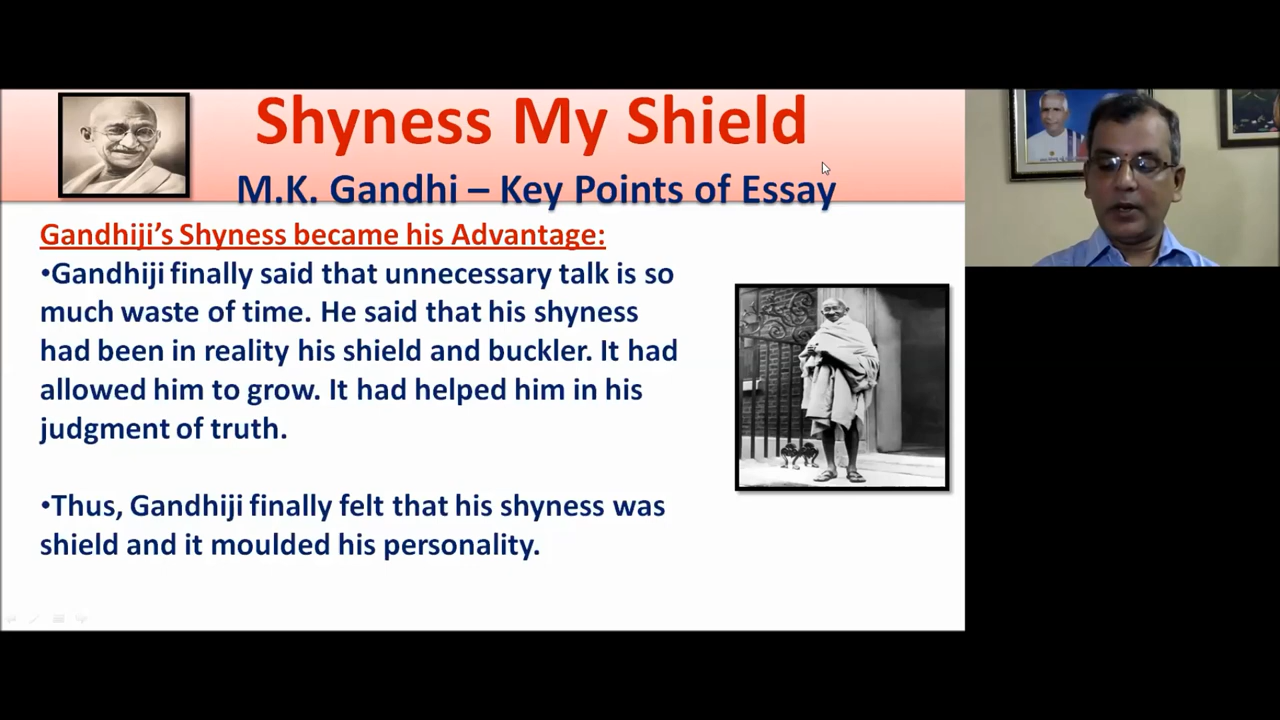 Shyness My Shield
M.K. Gandhi – Key Points of Essay
Gandhiji’s Shyness became his Advantage:
•Gandhiji finally said that unnecessary talk is so
much waste of time. He said that his shyness
had been in reality his shield and buckler. It had
allowed him to grow. It had helped him in his
judgment of truth.
•Thus, Gandhiji finally felt that his shyness was
shield and it moulded his personality.